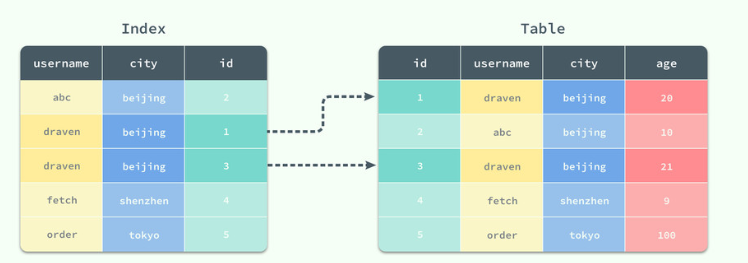 Index Table
username city id id username city age
abc beijing 2 1 draven beijing 20
draven beijing 1 2 abc beijing 10
draven beijing 3 3 draven beijing 21
fetch shenzhen 4 4 fetch shenzhen 9
order tokyo 5 5 order tokyo 100